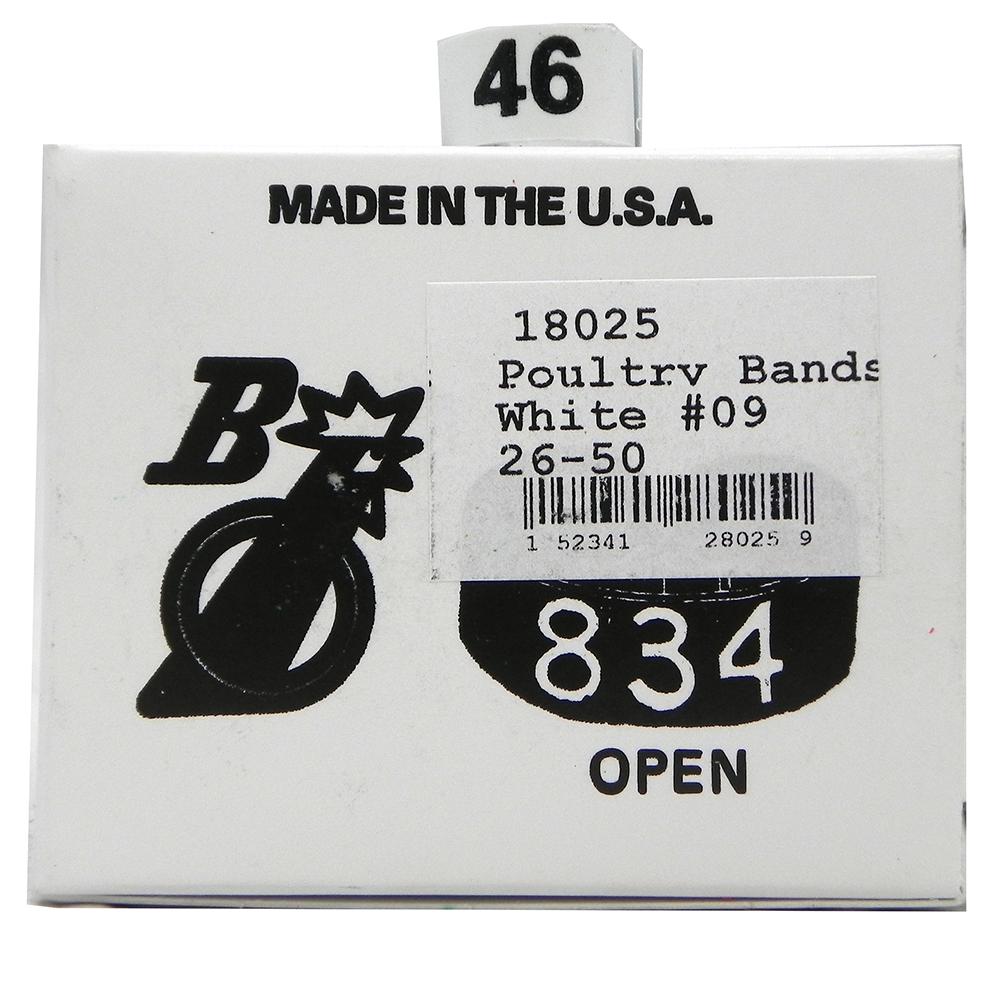 46
MADE IN THE U.S.A.
18025
Poultry Bands
White #09
26-50
1 52341 28025 9
B
834
OPEN